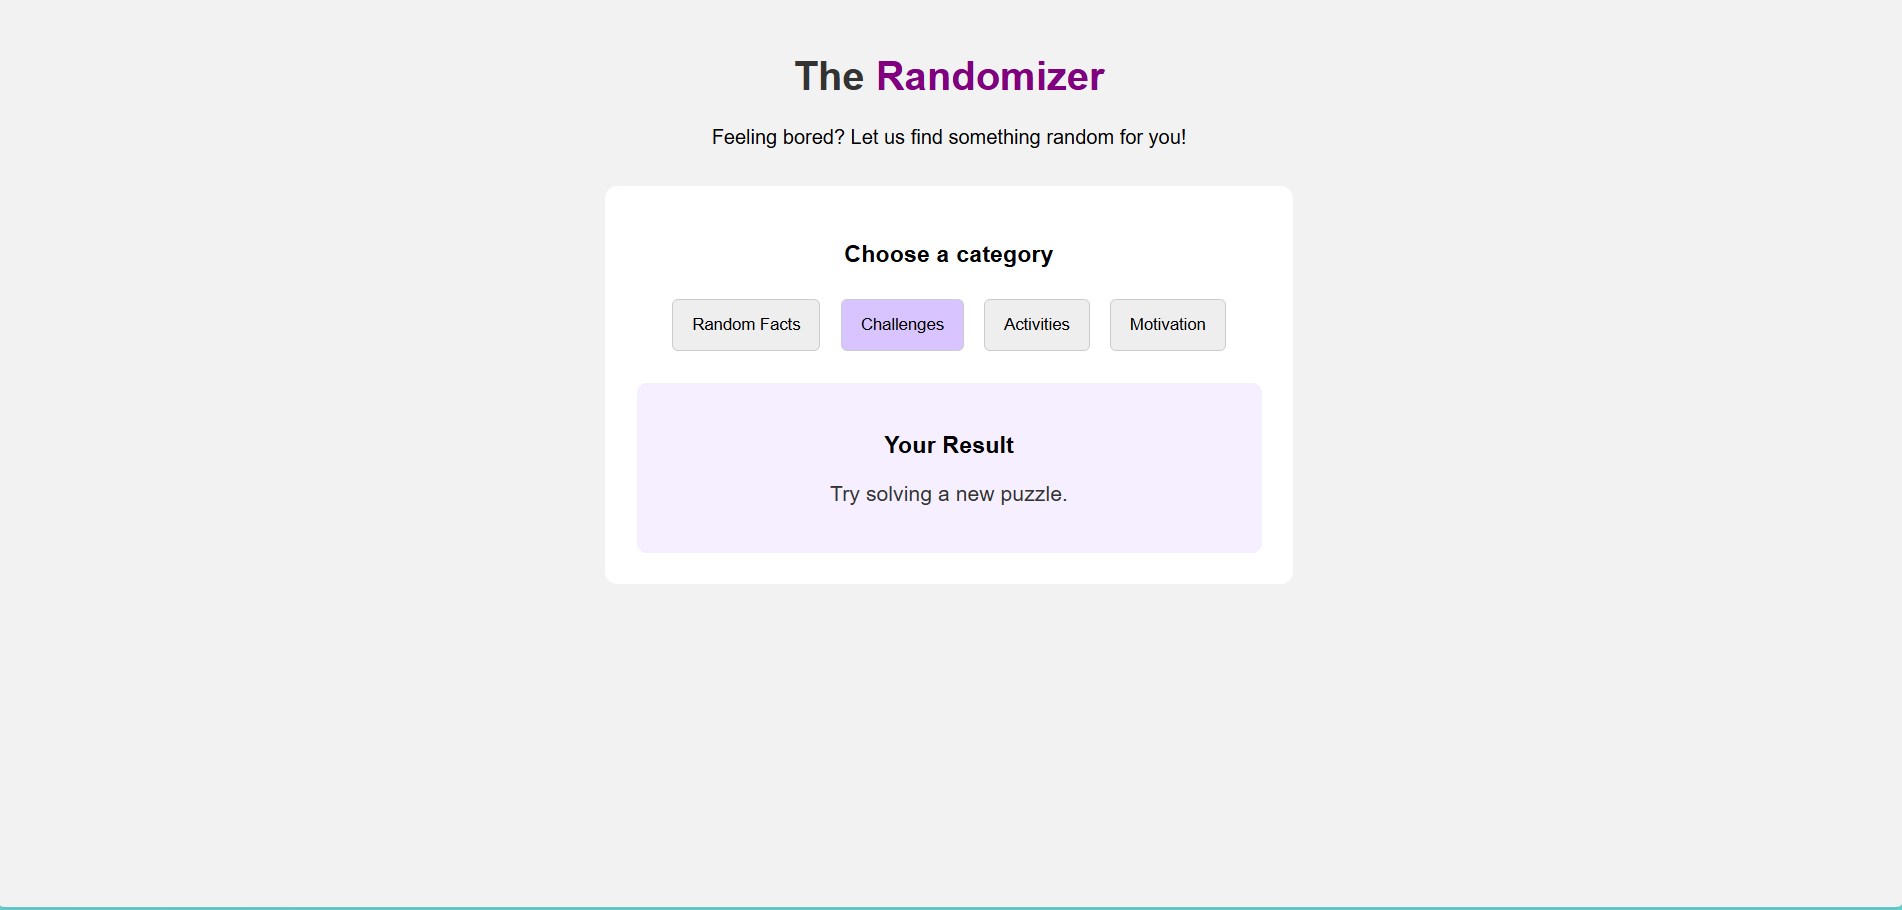 The Randomizer
Feeling bored? Let us find something random for you!
Choose a category
Random Facts Challenges Activities Motivation
Your Result
Try solving a new puzzle.